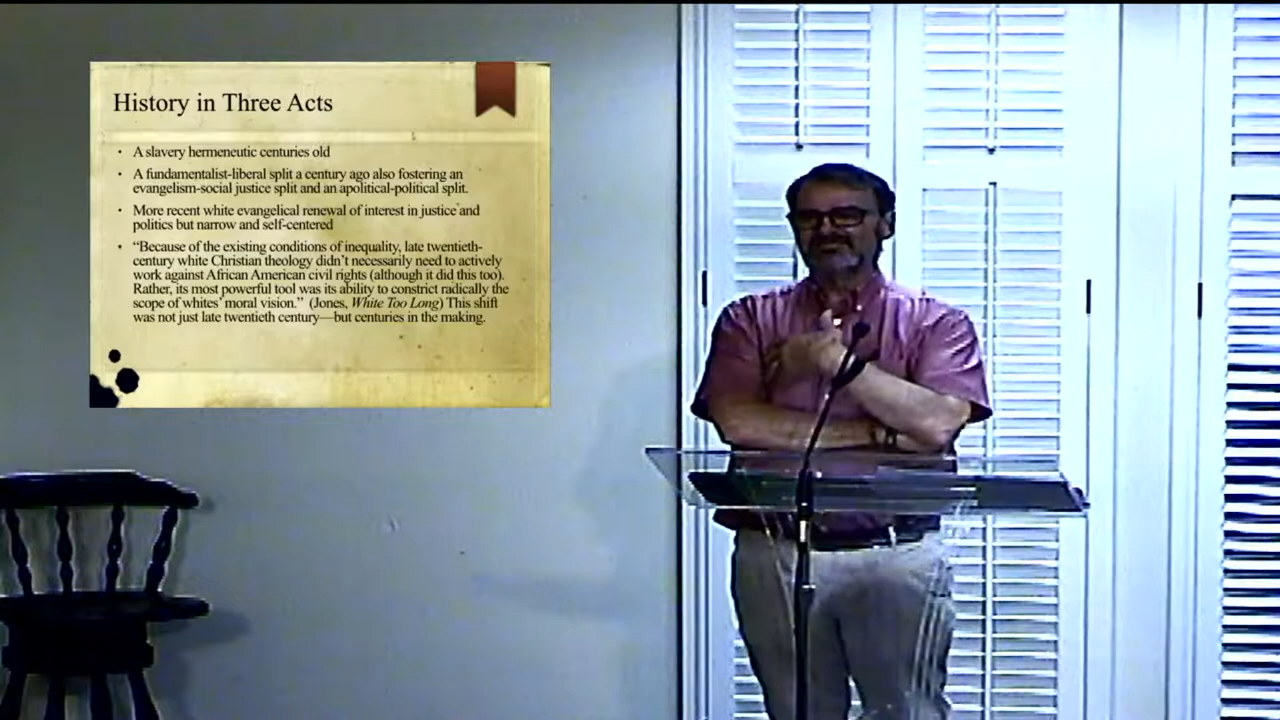 History in Three Acts
• A slavery hermeneutic centuries old
• A fundamentalist-liberal split a century ago also fostering an
evangelism-social justice split and an apolitical-political split.
• More recent white evangelical renewal of interest in justice and
politics but narrow and self-centered
• “Because of the existing conditions of inequality, late twentieth-
century white Christian theology didn’t necessarily need to actively
work against African American civil rights (although it did this too).
Rather, its most powerful tool was its ability to constrict radically the
scope of whites’ moral vision.” (Jones, White Too Long) This shift
was not just late twentieth century—but centuries in the making.